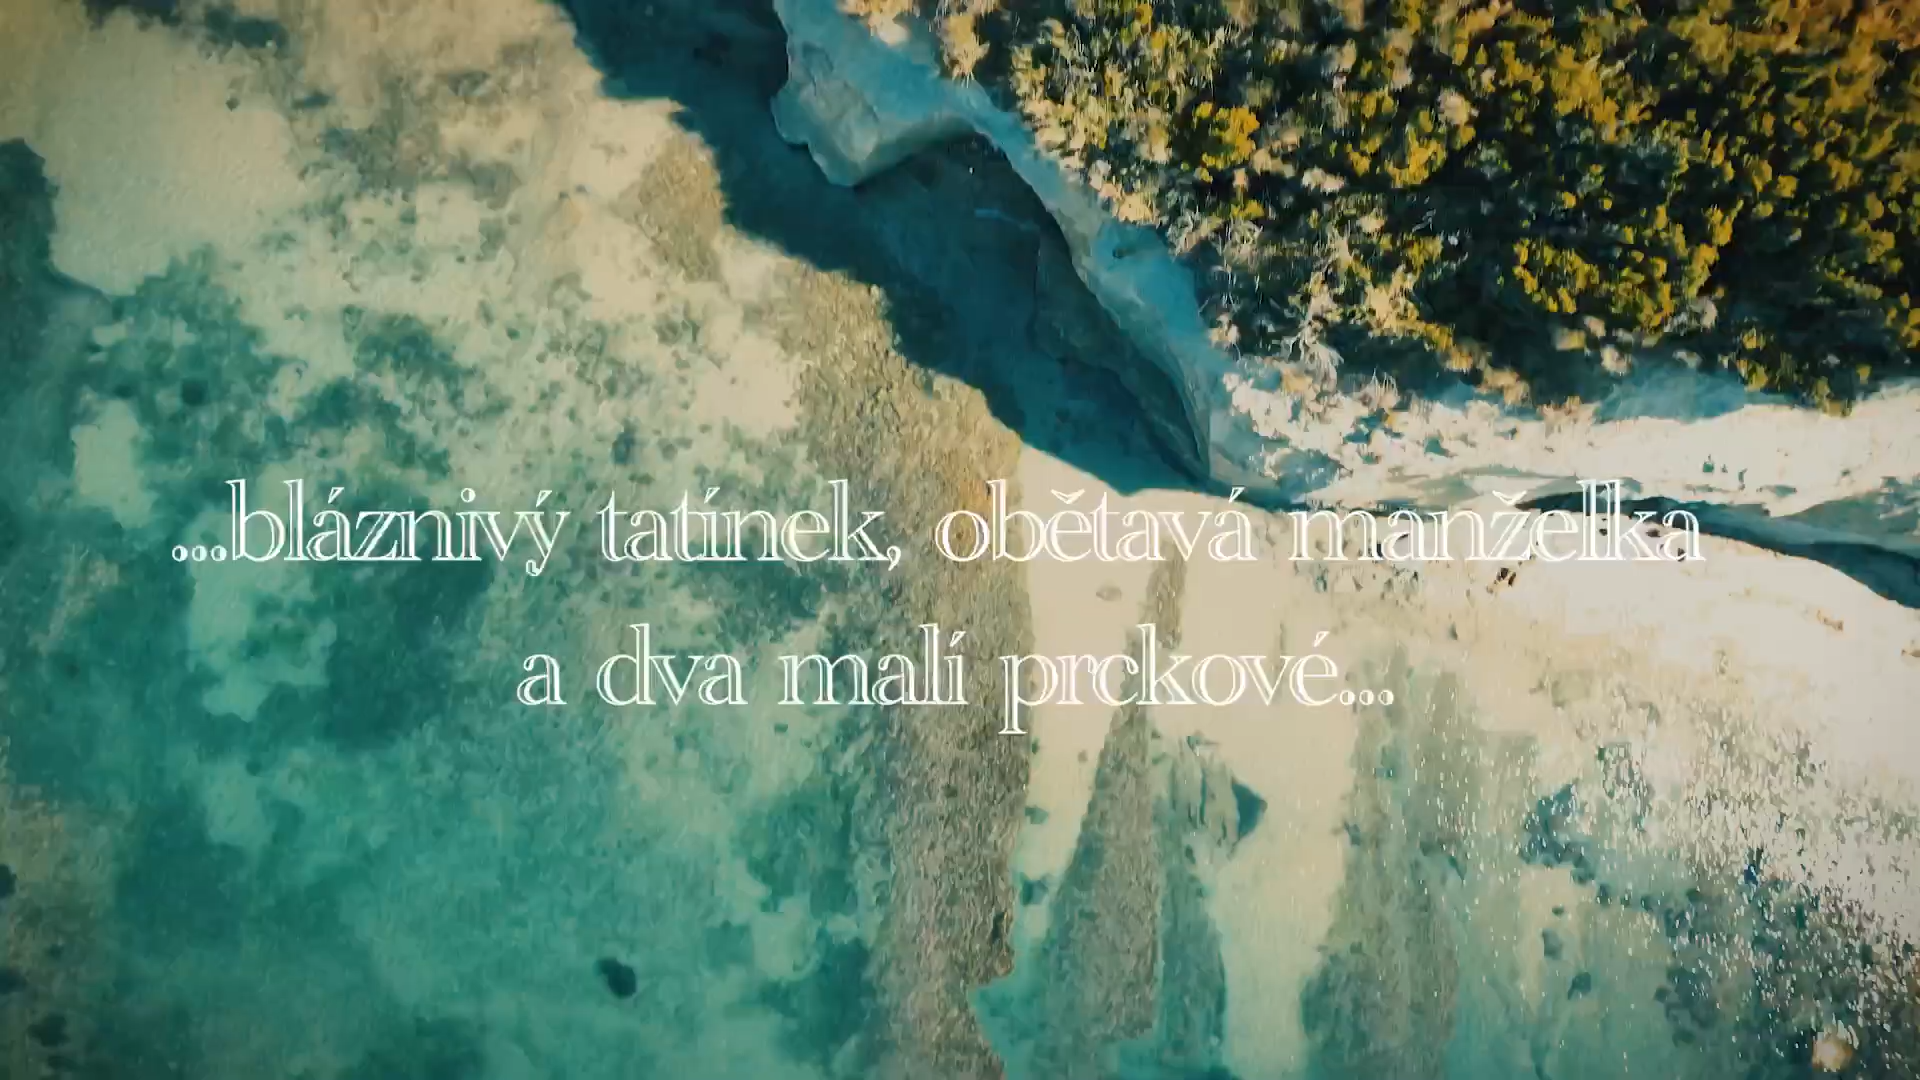 ...bláznivý tatínek, obětavá manželka
a dva malí prckové...